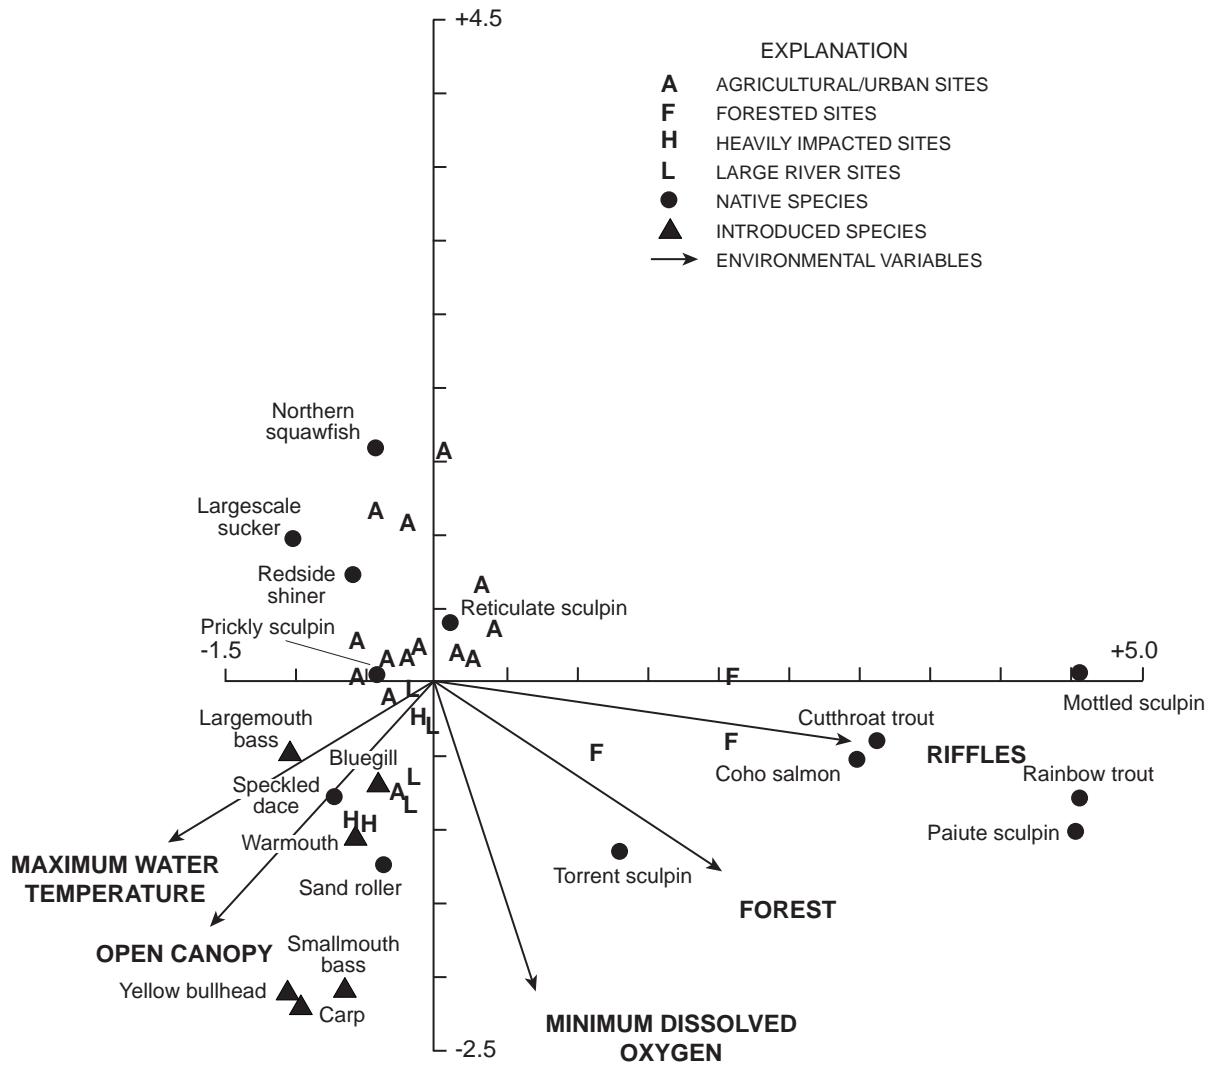 +4.5
EXPLANATION
A AGRICULTURAL/URBAN SITES
F FORESTED SITES
H HEAVILY IMPACTED SITES
L LARGE RIVER SITES
NATIVE SPECIES
INTRODUCED SPECIES
ENVIRONMENTAL VARIABLES
Northern
squawfish
A
A
A
Largescale
sucker
Redside
shiner
A
Reticulate sculpin
Prickly sculpin
A
A
A
A
A
A A
-1.5
+5.0
A
L
F
A
Mottled sculpin
H
L
Largemouth
bass
Cutthroat trout
F
F
RIFFLES
Bluegill
Coho salmon
Rainbow trout
L
Speckled
dace
A
L
H H
Warmouth
Paiute sculpin
MAXIMUM WATER
TEMPERATURE
Sand roller
Torrent sculpin
FOREST
OPEN CANOPY
Smallmouth
bass
Yellow bullhead
Carp
MINIMUM DISSOLVED
OXYGEN
-2.5